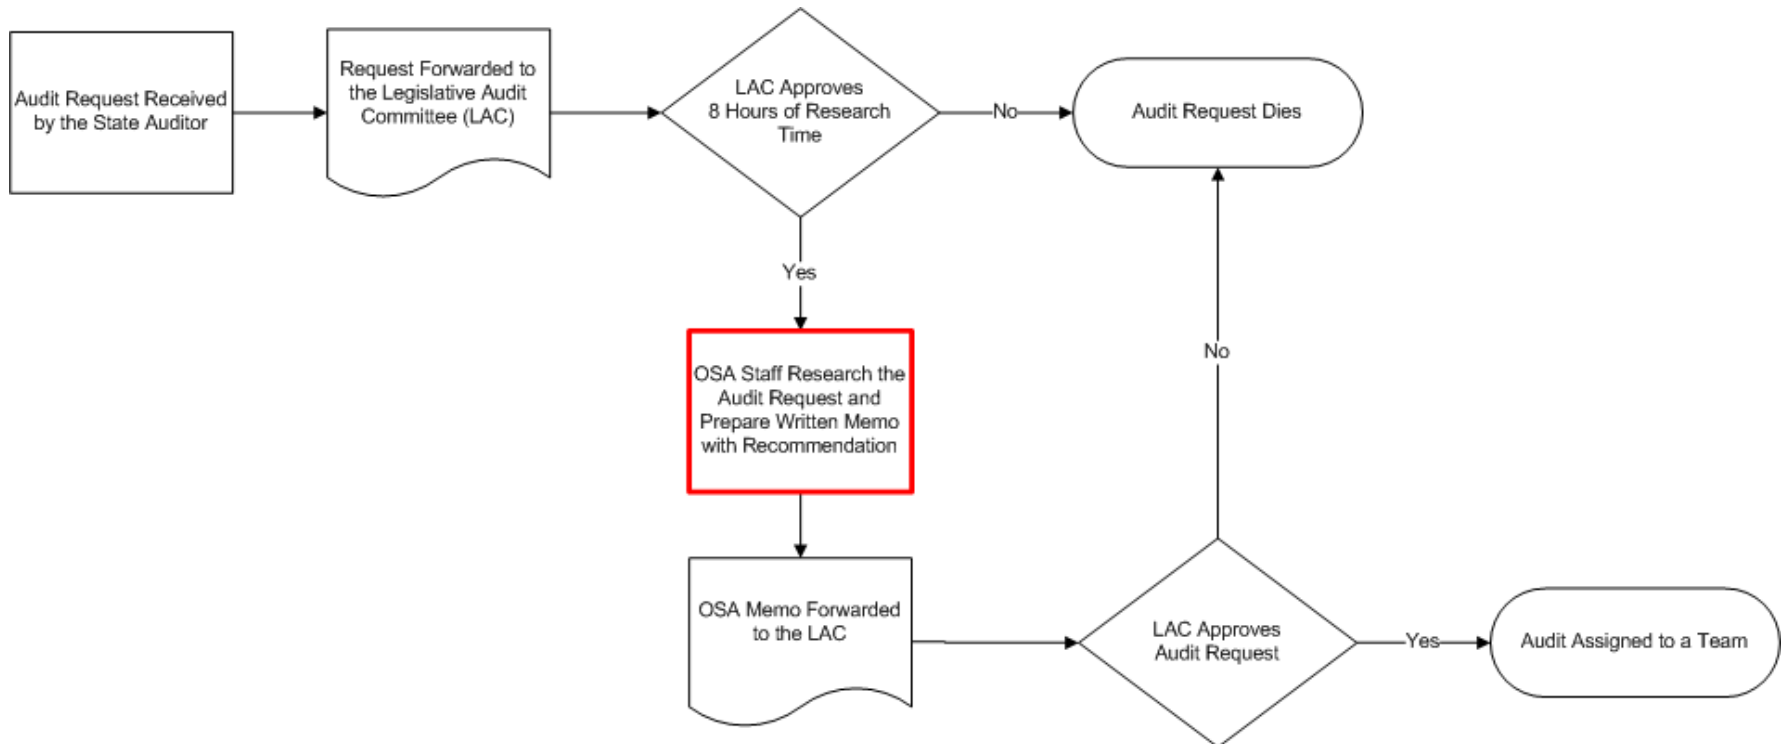 Audit Request Received
by the State Auditor
Request Forwarded to
the Legislative Audit
Committee (LAC)
LAC Approves
8 Hours of Research
Time
No
Audit Request Dies
Yes
OSA Staff Research the
Audit Request and
Prepare Written Memo
with Recommendation
No
OSA Memo Forwarded
to the LAC
LAC Approves
Audit Request
Yes
Audit Assigned to a Team